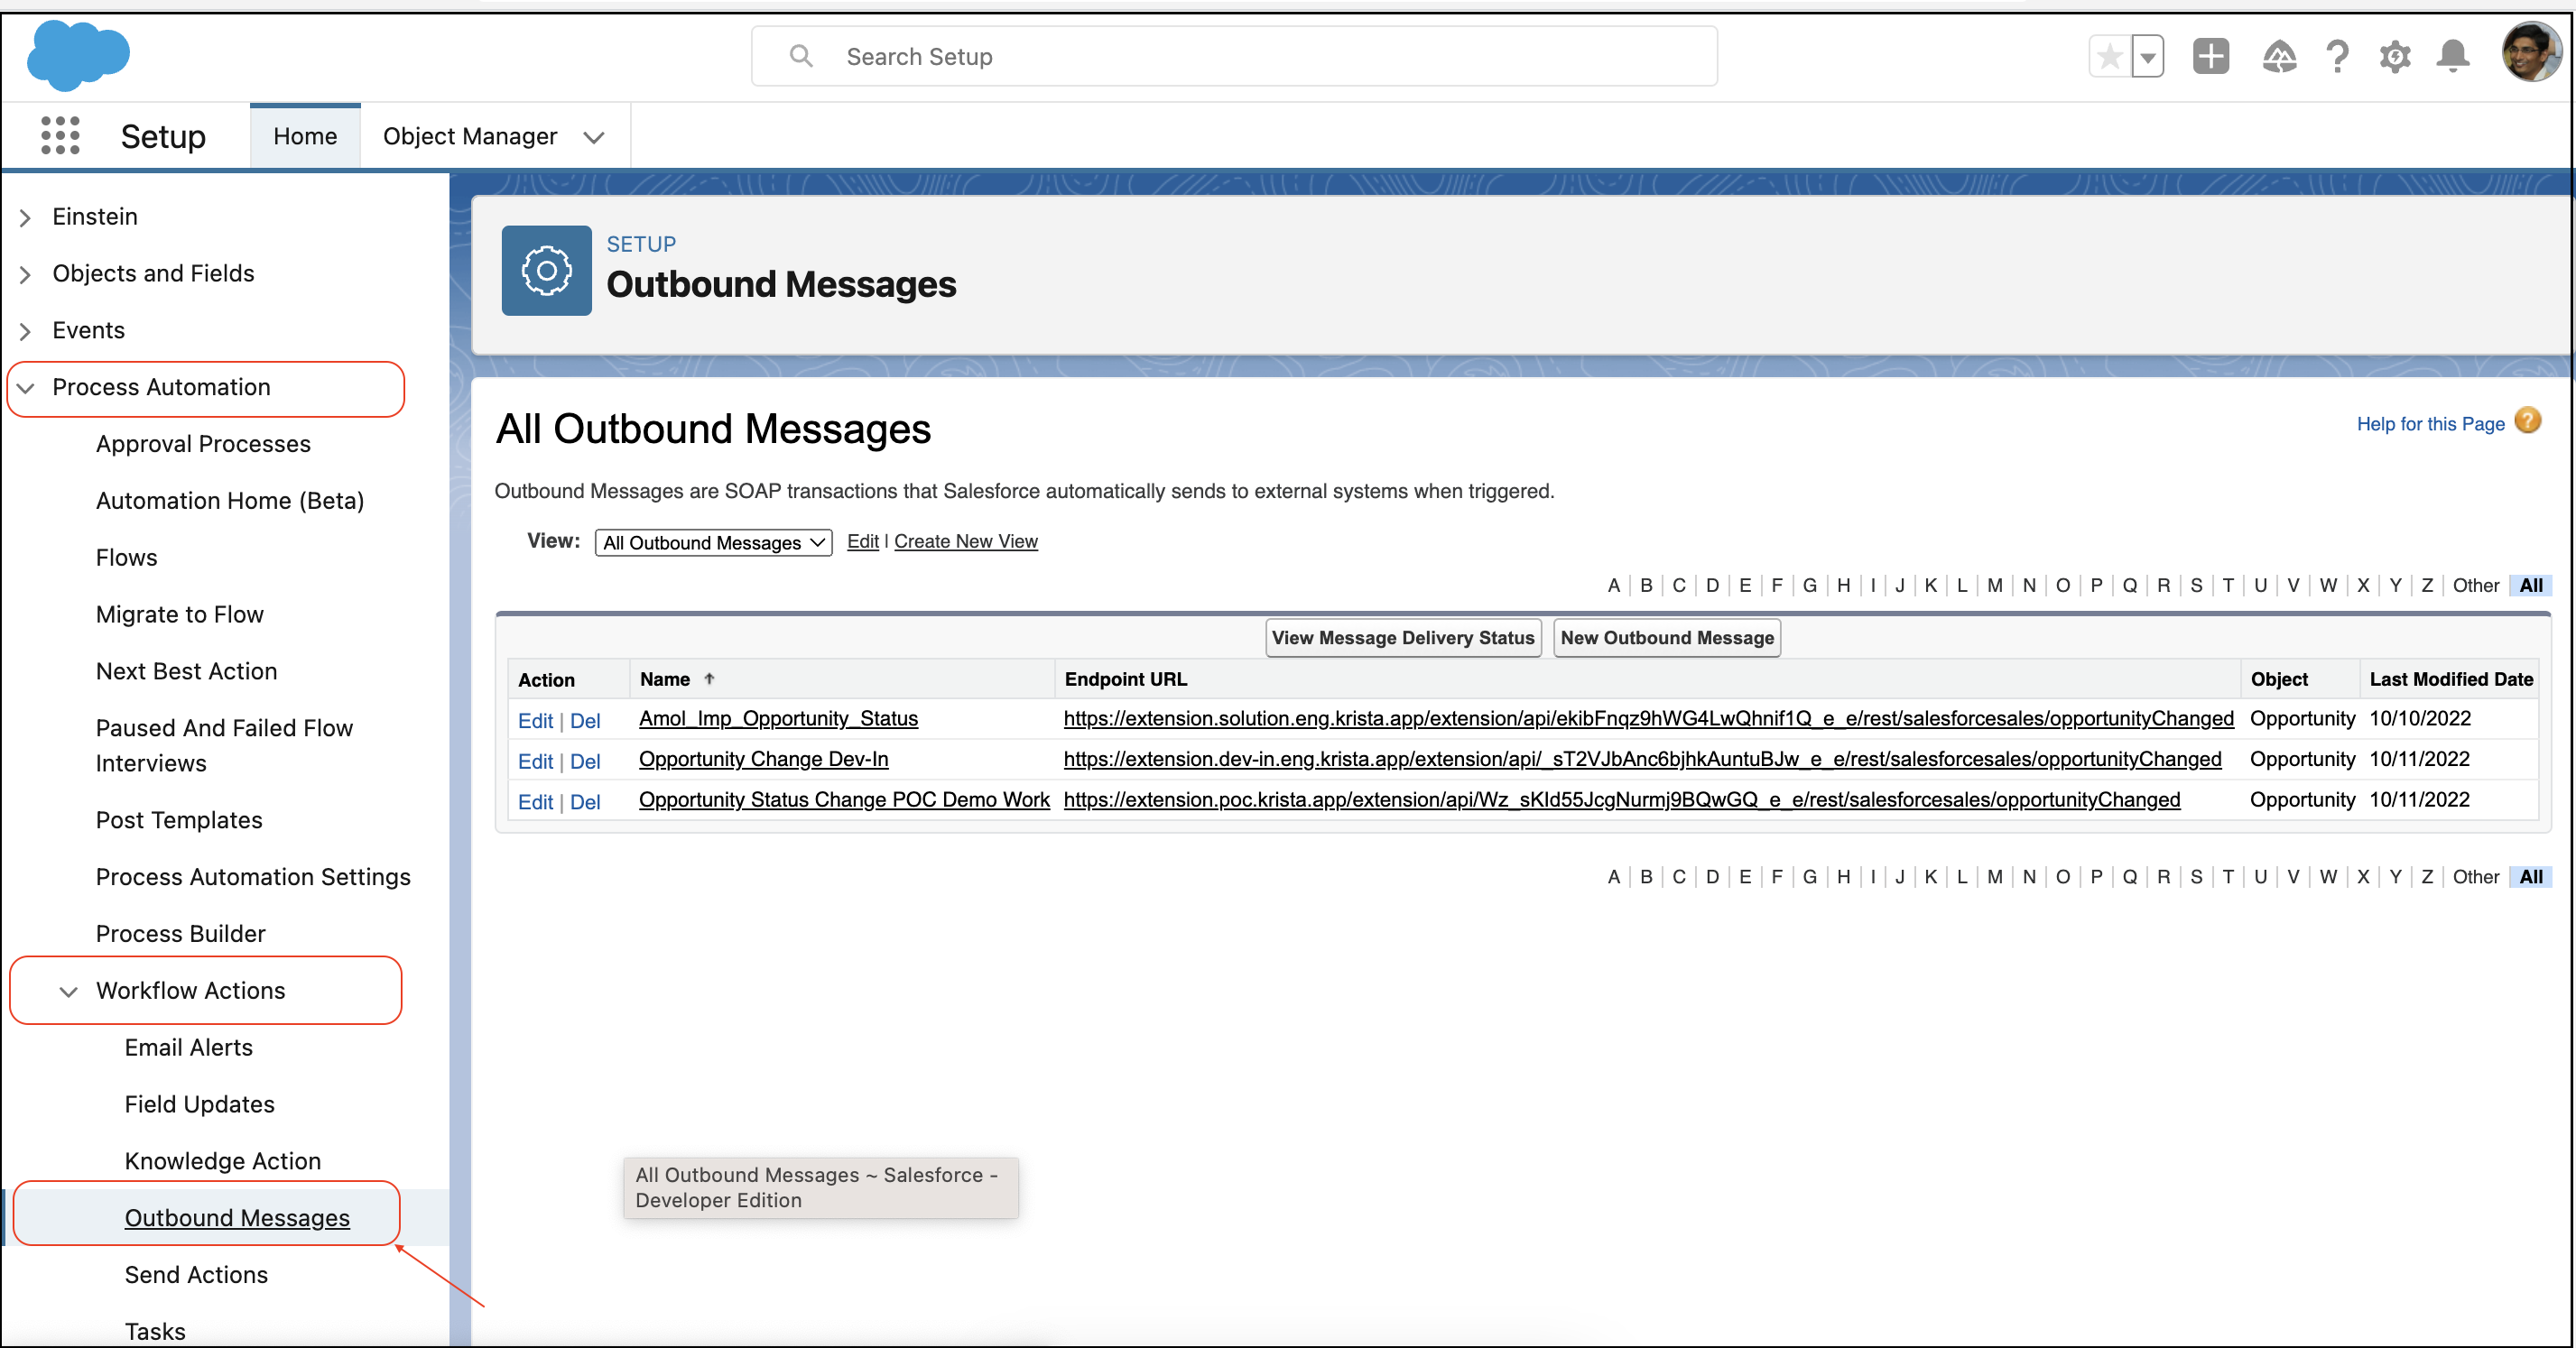 Search Setup
Setup
Home
Object Manager
Einstein
Objects and Fields
Events
Process Automation
Approval Processes
Automation Home (Beta)
Flows
Migrate to Flow
Next Best Action
Paused And Failed Flow
Interviews
Post Templates
Process Automation Settings
Process Builder
Workflow Actions
Email Alerts
Field Updates
Knowledge Action
Outbound Messages
Send Actions
Tasks
SETUP
Outbound Messages
All Outbound Messages
Help for this Page ?
Outbound Messages are SOAP transactions that Salesforce automatically sends to external systems when triggered.
View: All Outbound Messages Edit | Create New View
A | B | C | D | E | F | G | H | I | J | K | L | M | N | O | P | Q | R | S | T | U | V | W | X | Y | Z | Other | All
View Message Delivery Status New Outbound Message
Action Name ↑ Endpoint URL Object Last Modified Date
Edit | Del Amol_Imp_Opportunity_Status https://extension.solution.eng.krista.app/extension/api/ekibFnqz9hWG4LwQhnif1Q_e_e/rest/salesforcesales/opportunityChanged Opportunity 10/10/2022
Edit | Del Opportunity Change Dev-In https://extension.dev-in.eng.krista.app/extension/api/_sT2VJbAnc6bjhkAuntuBJw_e_e/rest/salesforcesales/opportunityChanged Opportunity 10/11/2022
Edit | Del Opportunity Status Change POC Demo Work https://extension.poc.krista.app/extension/api/Wz_sKId55JcgNurmj9BQwGQ_e_e/rest/salesforcesales/opportunityChanged Opportunity 10/11/2022
A | B | C | D | E | F | G | H | I | J | K | L | M | N | O | P | Q | R | S | T | U | V | W | X | Y | Z | Other | All
All Outbound Messages ~ Salesforce -
Developer Edition